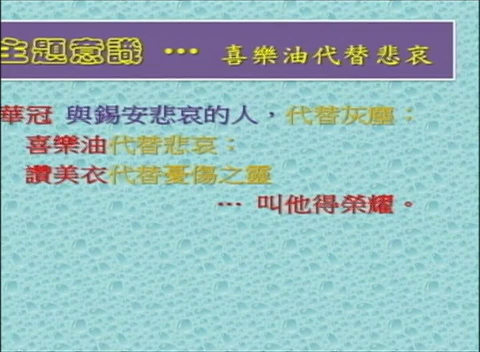 主題意識 … 喜樂油代替悲哀
華冠 與錫安悲哀的人，代替灰塵；
喜樂油代替悲哀；
讚美衣代替憂傷之靈
… 叫他得榮耀。